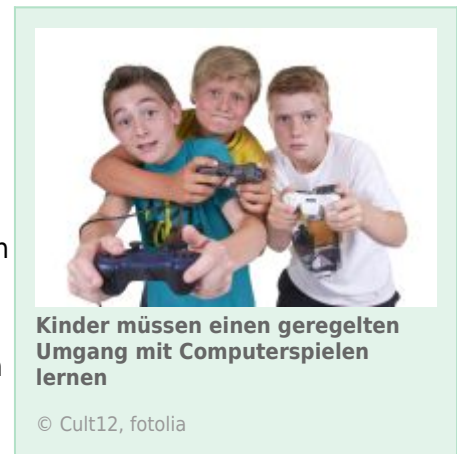 Kinder müssen einen geregelten
Umgang mit Computerspielen
lernen
© Cult12, fotolia